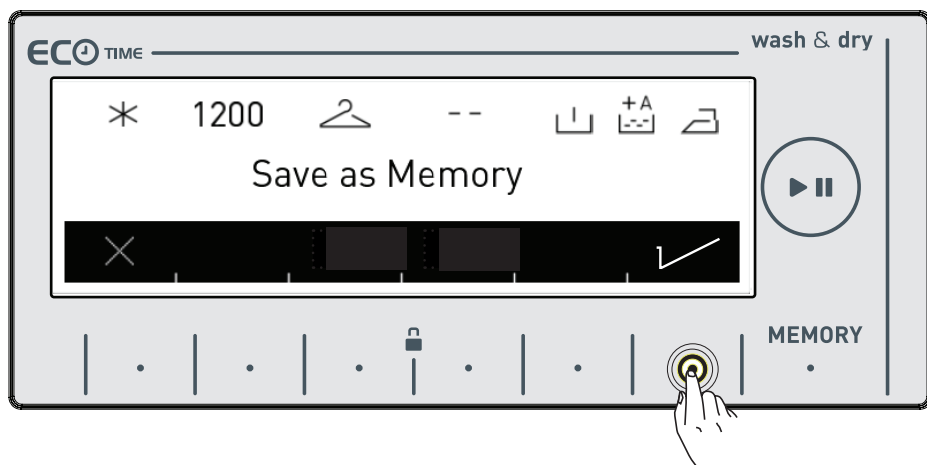 ECO TIME
wash & dry
1200
- -
+A
Save as Memory
MEMORY